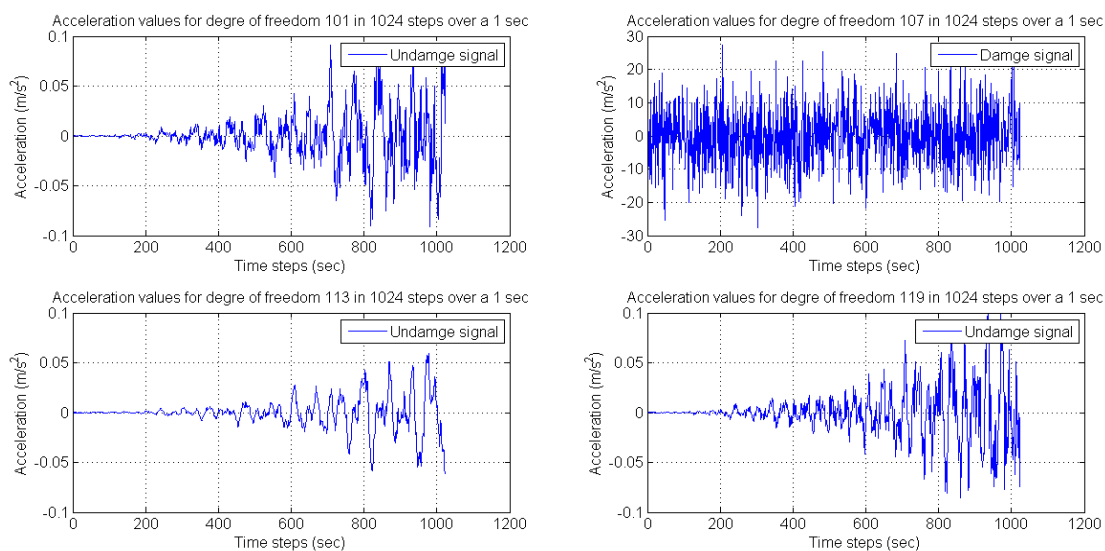 Acceleration values for degre of freedom 101 in 1024 steps over a 1 sec
Acceleration (m/s²)
0.1
0.05
0
-0.05
-0.1
Undamge signal
0 200 400 600 800 1000 1200
Time steps (sec)
Acceleration values for degre of freedom 107 in 1024 steps over a 1 sec
Acceleration (m/s²)
30
20
10
0
-10
-20
-30
Damge signal
0 200 400 600 800 1000 1200
Time steps (sec)
Acceleration values for degre of freedom 113 in 1024 steps over a 1 sec
Acceleration (m/s²)
0.1
0.05
0
-0.05
-0.1
Undamge signal
0 200 400 600 800 1000 1200
Time steps (sec)
Acceleration values for degre of freedom 119 in 1024 steps over a 1 sec
Acceleration (m/s²)
0.1
0.05
0
-0.05
-0.1
Undamge signal
0 200 400 600 800 1000 1200
Time steps (sec)